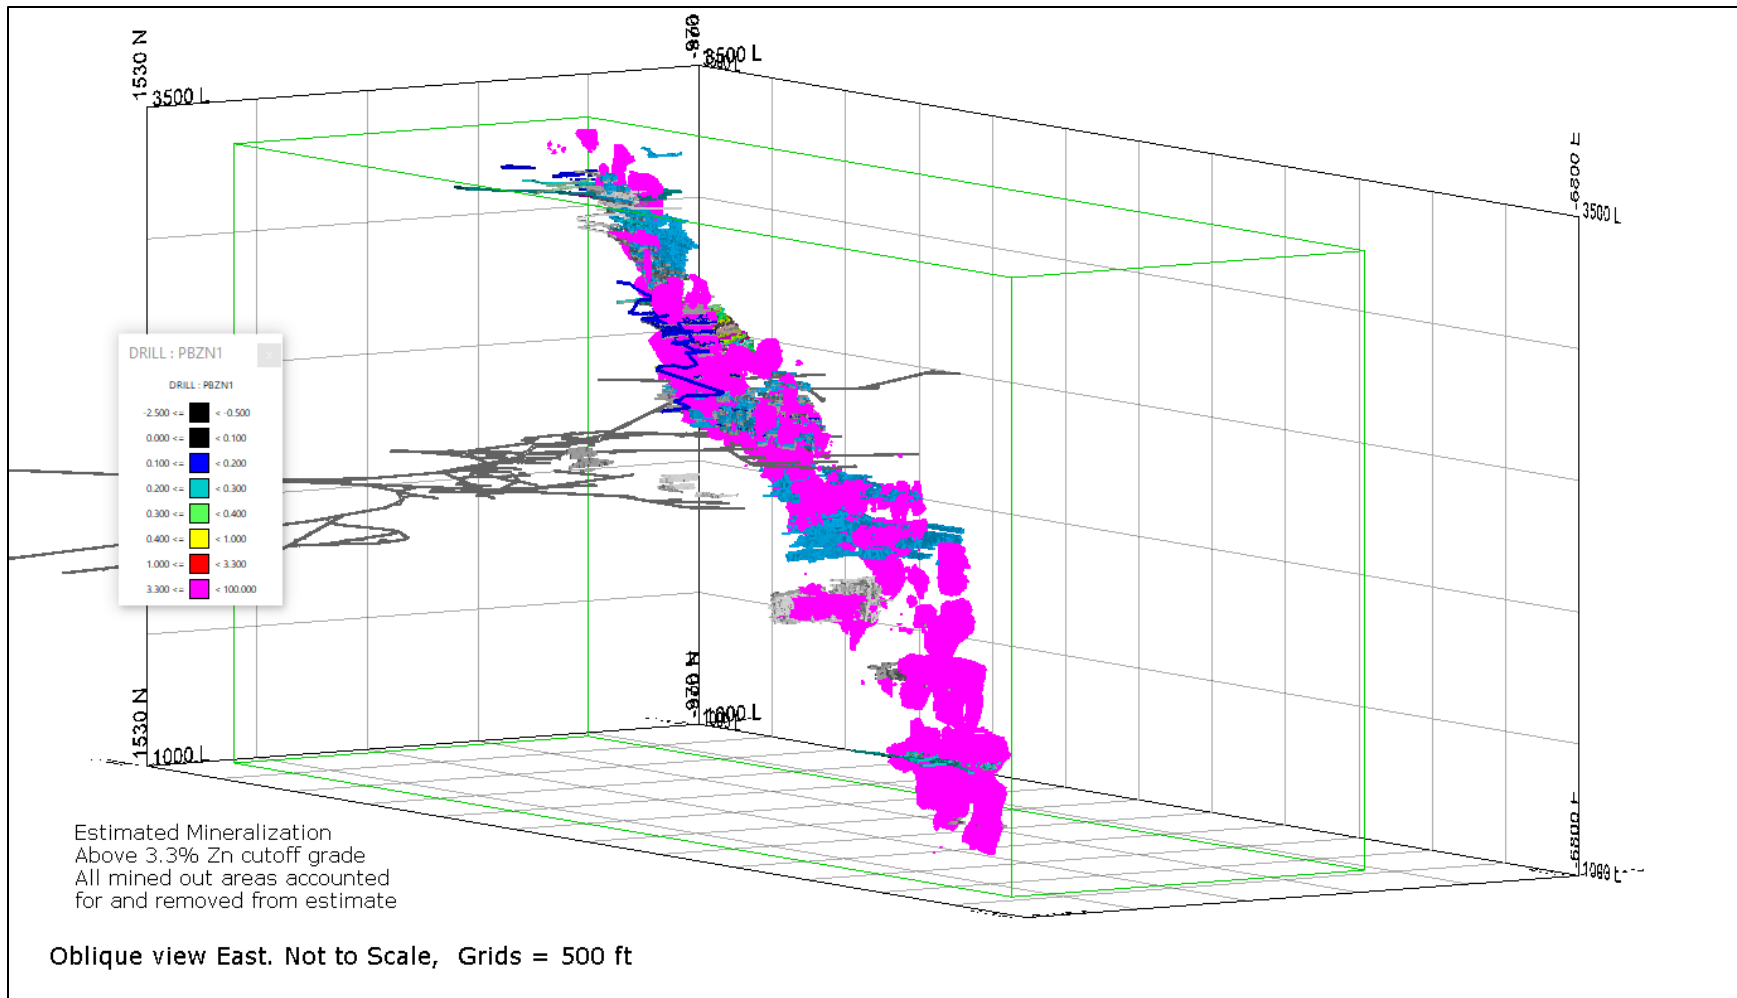 1530 N
3500 L
3500 L
3500 L
DRILL : PBZN1
x
DRILL : PBZN1
-2.500 <= < -0.500
0.000 <= < 0.100
0.100 <= < 0.200
0.200 <= < 0.300
0.300 <= < 0.400
0.400 <= < 1.000
1.000 <= < 3.300
3.300 <= < 100.000
1530 N
1000 L
1000 L
Estimated Mineralization
Above 3.3% Zn cutoff grade
All mined out areas accounted
for and removed from estimate
Oblique view East. Not to Scale, Grids = 500 ft